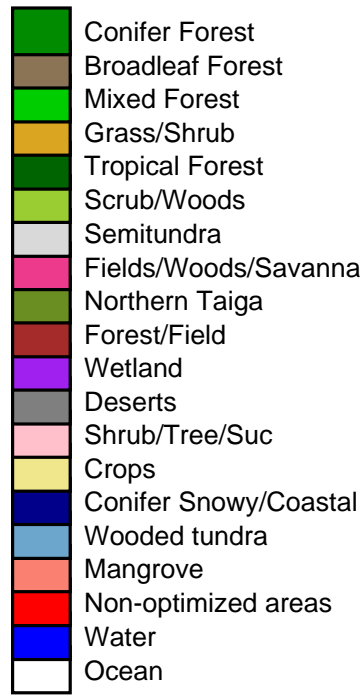 Conifer Forest
Broadleaf Forest
Mixed Forest
Grass/Shrub
Tropical Forest
Scrub/Woods
Semitundra
Fields/Woods/Savanna
Northern Taiga
Forest/Field
Wetland
Deserts
Shrub/Tree/Suc
Crops
Conifer Snowy/Coastal
Wooded tundra
Mangrove
Non-optimized areas
Water
Ocean